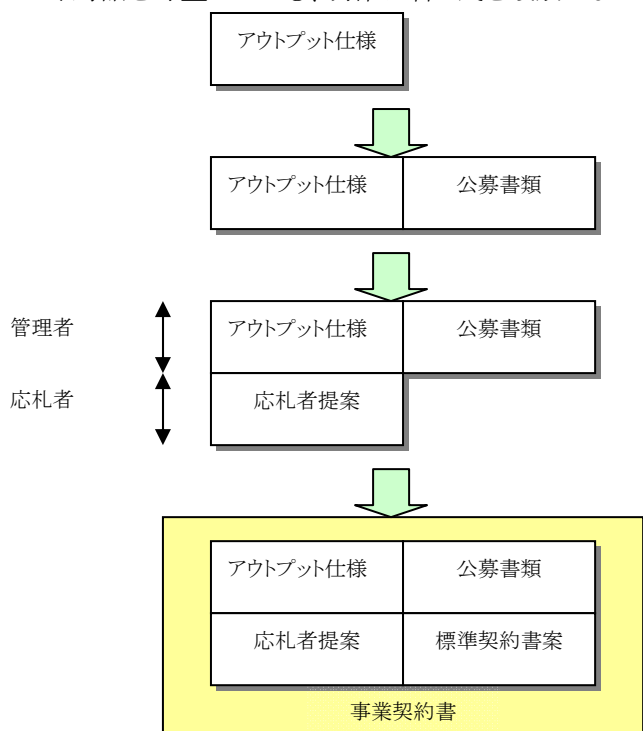 アウトプット仕様
アウトプット仕様 公募書類
管理者 アウトプット仕様 公募書類
応札者 応札者提案
アウトプット仕様 公募書類
応札者提案 標準契約書案
事業契約書